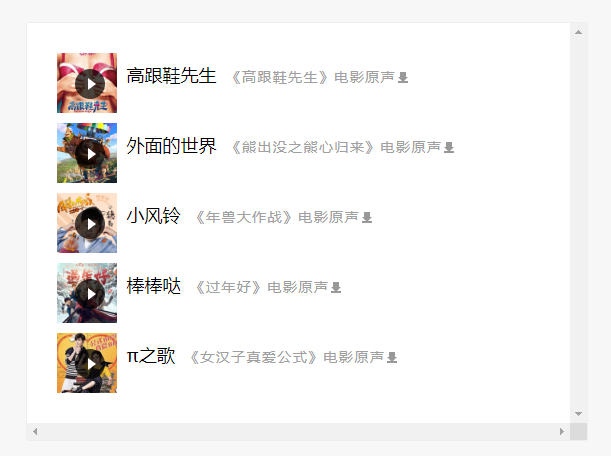 高跟鞋先生 《高跟鞋先生》电影原声
外面的世界 《熊出没之熊心归来》电影原声
小风铃 《年兽大作战》电影原声
棒棒哒 《过年好》电影原声
π之歌 《女汉子真爱公式》电影原声